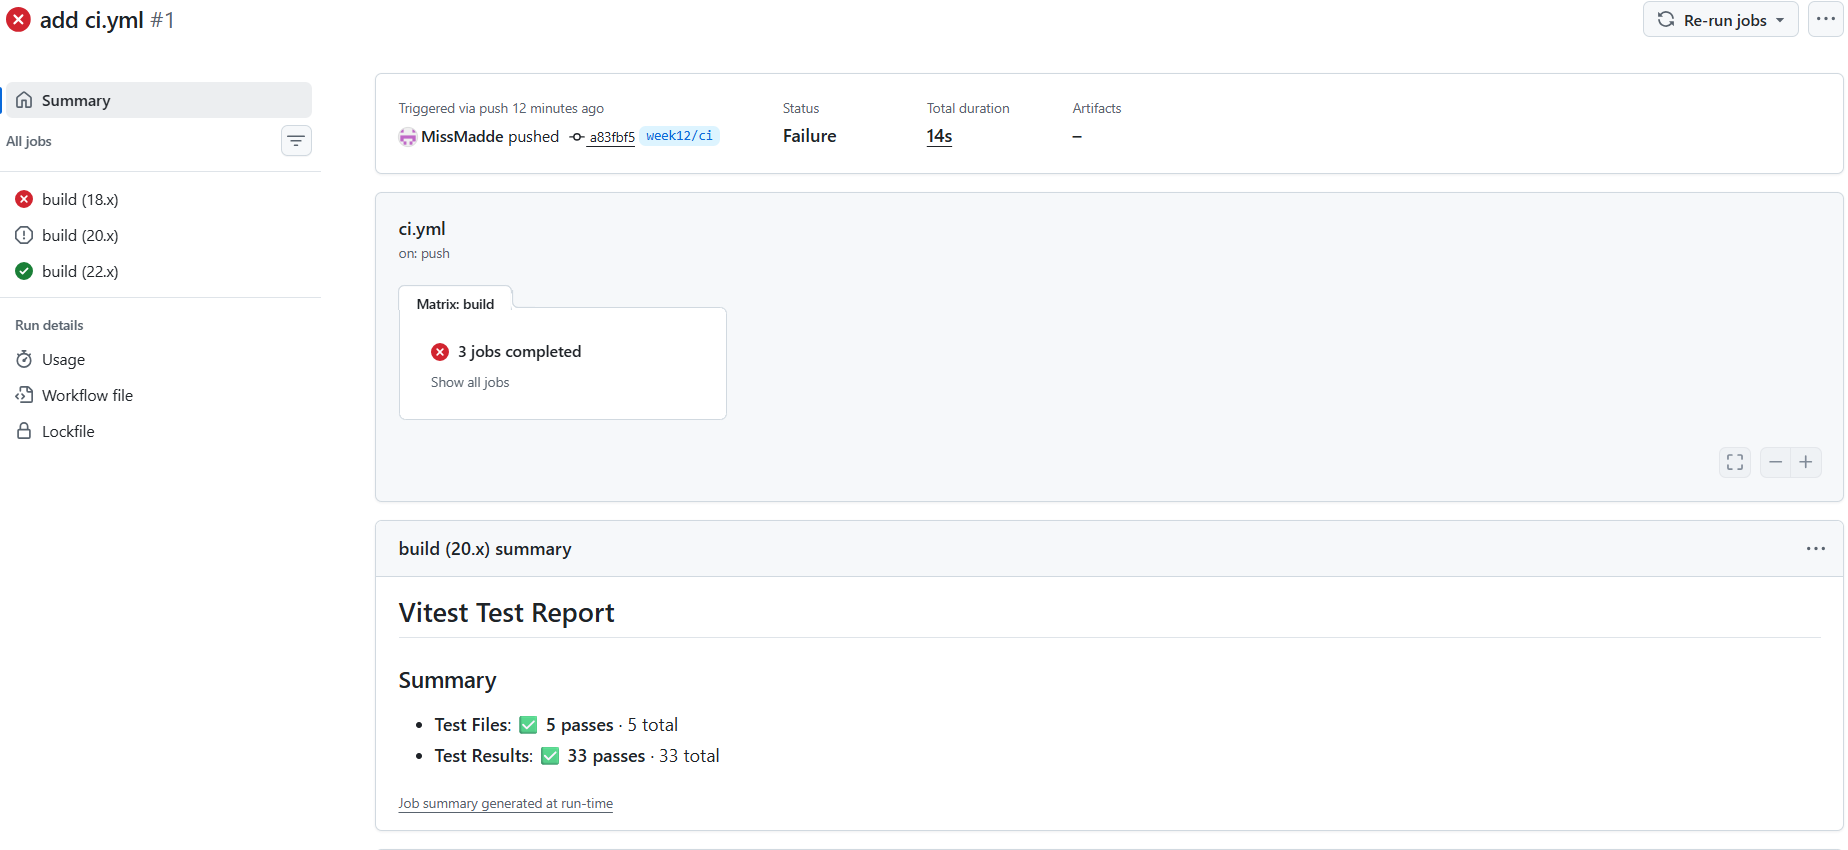 add ci.yml #1
Re-run jobs
Summary
All jobs
build (18.x)
build (20.x)
build (22.x)
Run details
Usage
Workflow file
Lockfile
Triggered via push 12 minutes ago
MissMadde pushed a83fbf5 week12/ci
Status
Failure
Total duration
14s
Artifacts
–
ci.yml
on: push
Matrix: build
3 jobs completed
Show all jobs
build (20.x) summary
Vitest Test Report
Summary
• Test Files: ✅ 5 passes · 5 total
• Test Results: ✅ 33 passes · 33 total
Job summary generated at run-time